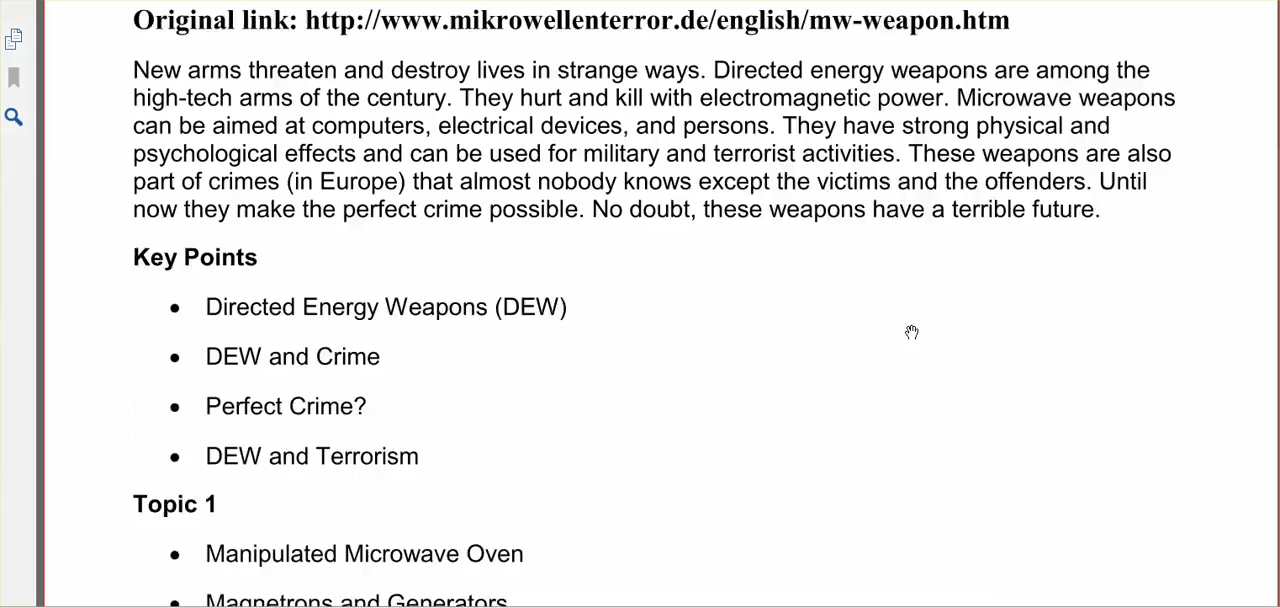 Original link: http://www.mikrowellenterror.de/english/mw-weapon.htm
New arms threaten and destroy lives in strange ways. Directed energy weapons are among the
high-tech arms of the century. They hurt and kill with electromagnetic power. Microwave weapons
can be aimed at computers, electrical devices, and persons. They have strong physical and
psychological effects and can be used for military and terrorist activities. These weapons are also
part of crimes (in Europe) that almost nobody knows except the victims and the offenders. Until
now they make the perfect crime possible. No doubt, these weapons have a terrible future.
Key Points
• Directed Energy Weapons (DEW)
• DEW and Crime
• Perfect Crime?
• DEW and Terrorism
Topic 1
• Manipulated Microwave Oven
• Magnetrons and Generators